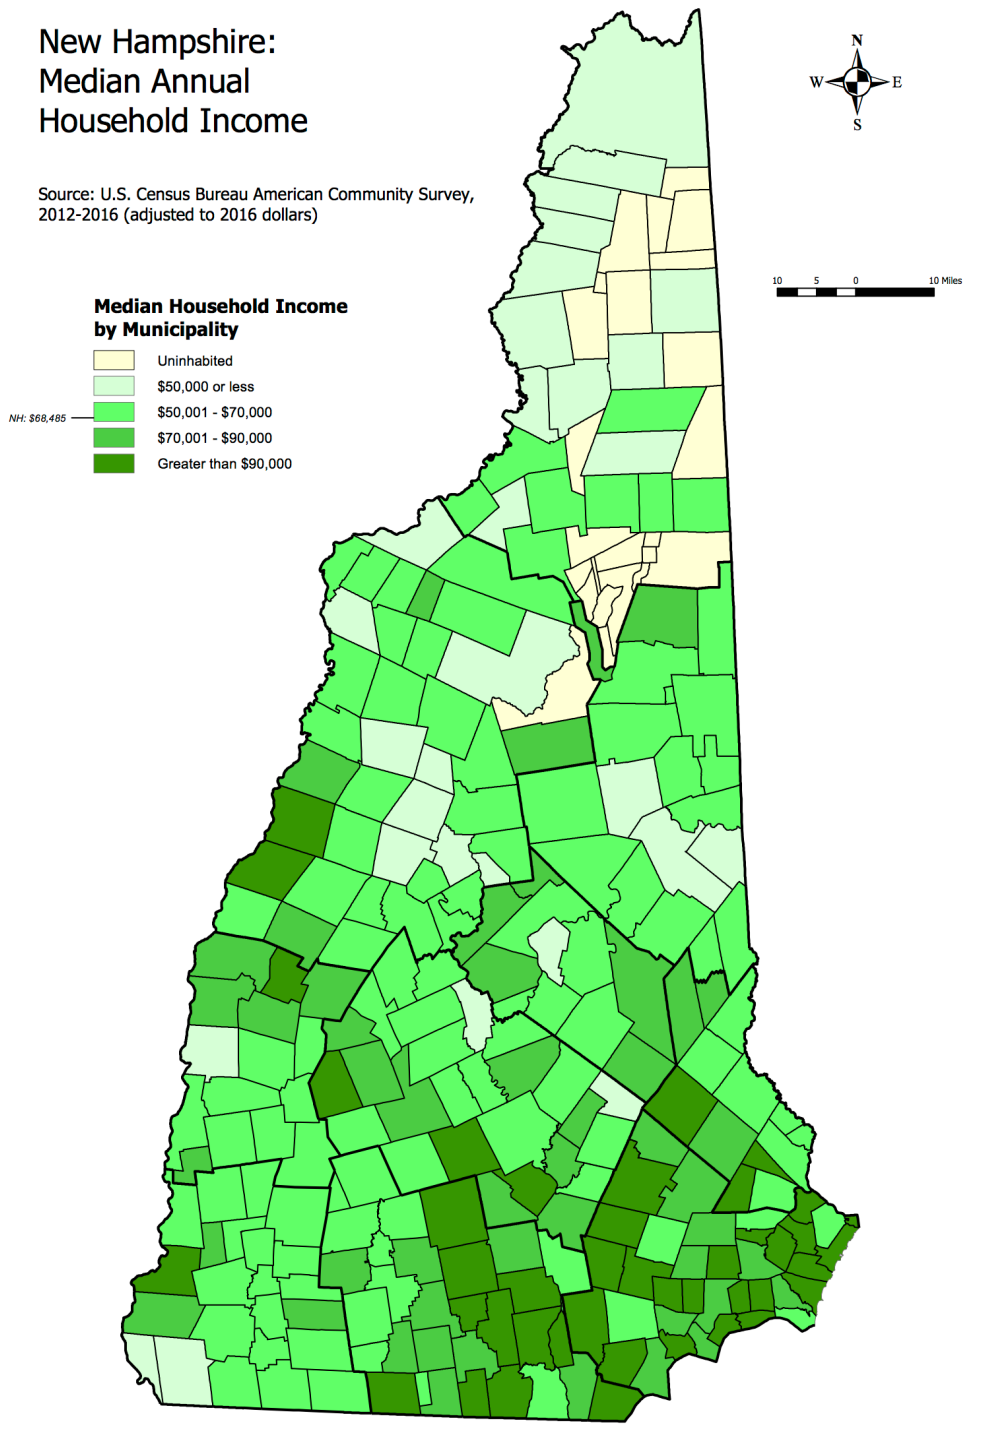 New Hampshire:
Median Annual
Household Income
N
W
E
S
Source: U.S. Census Bureau American Community Survey,
2012-2016 (adjusted to 2016 dollars)
10 5 0 10 Miles
Median Household Income
by Municipality
Uninhabited
$50,000 or less
NH: $68,485
$50,001 - $70,000
$70,001 - $90,000
Greater than $90,000